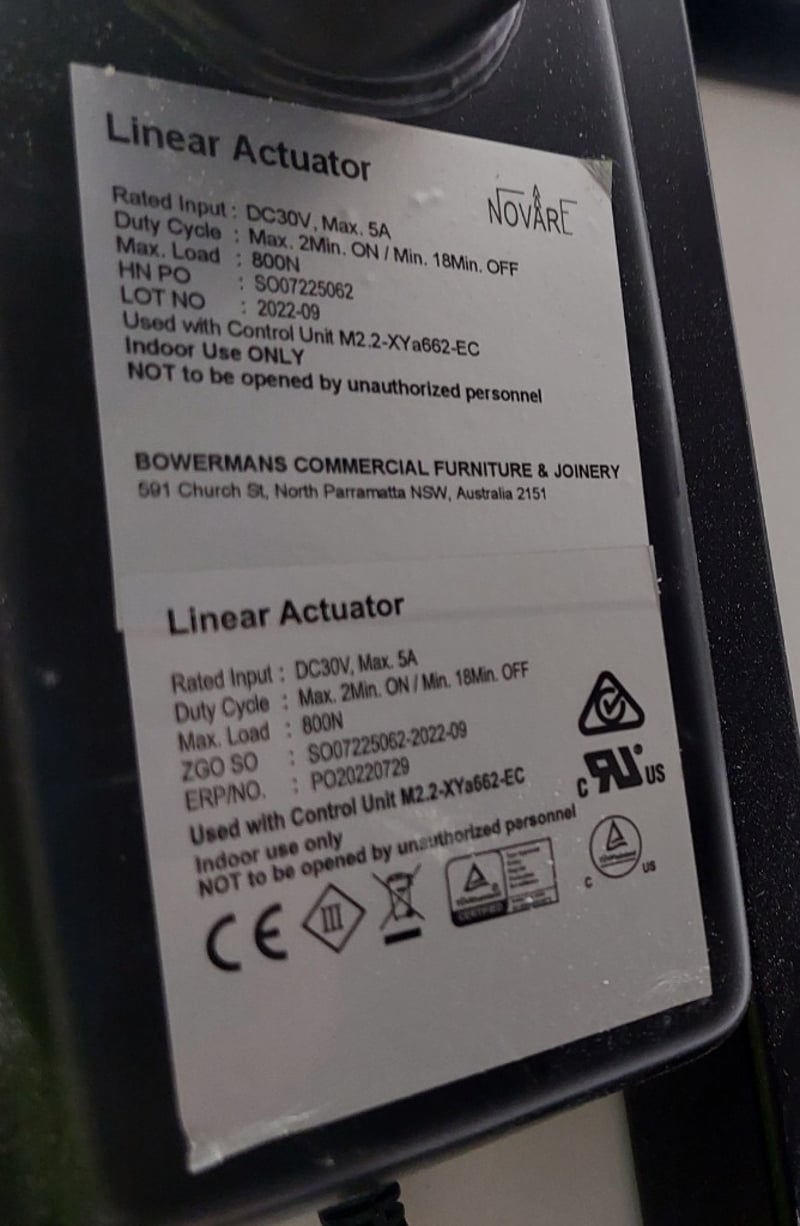 Linear Actuator
NOVARE
Rated Input : DC30V, Max. 5A
Duty Cycle : Max. 2Min. ON / Min. 18Min. OFF
Max. Load : 800N
HN PO : SO07225062
LOT NO : 2022-09
Used with Control Unit M2.2-XYa662-EC
Indoor Use ONLY
NOT to be opened by unauthorized personnel
BOWERMANS COMMERCIAL FURNITURE & JOINERY
591 Church St, North Parramatta NSW, Australia 2151
Linear Actuator
Rated Input : DC30V, Max. 5A
Duty Cycle : Max. 2Min. ON / Min. 18Min. OFF
Max. Load : 800N
ZGO SO : SO07225062-2022-09
ERP/NO. : PO20220729
Used with Control Unit M2.2-XYa662-EC
Indoor use only
NOT to be opened by unauthorized personnel
C US
CE III
CERTIFIED
C US